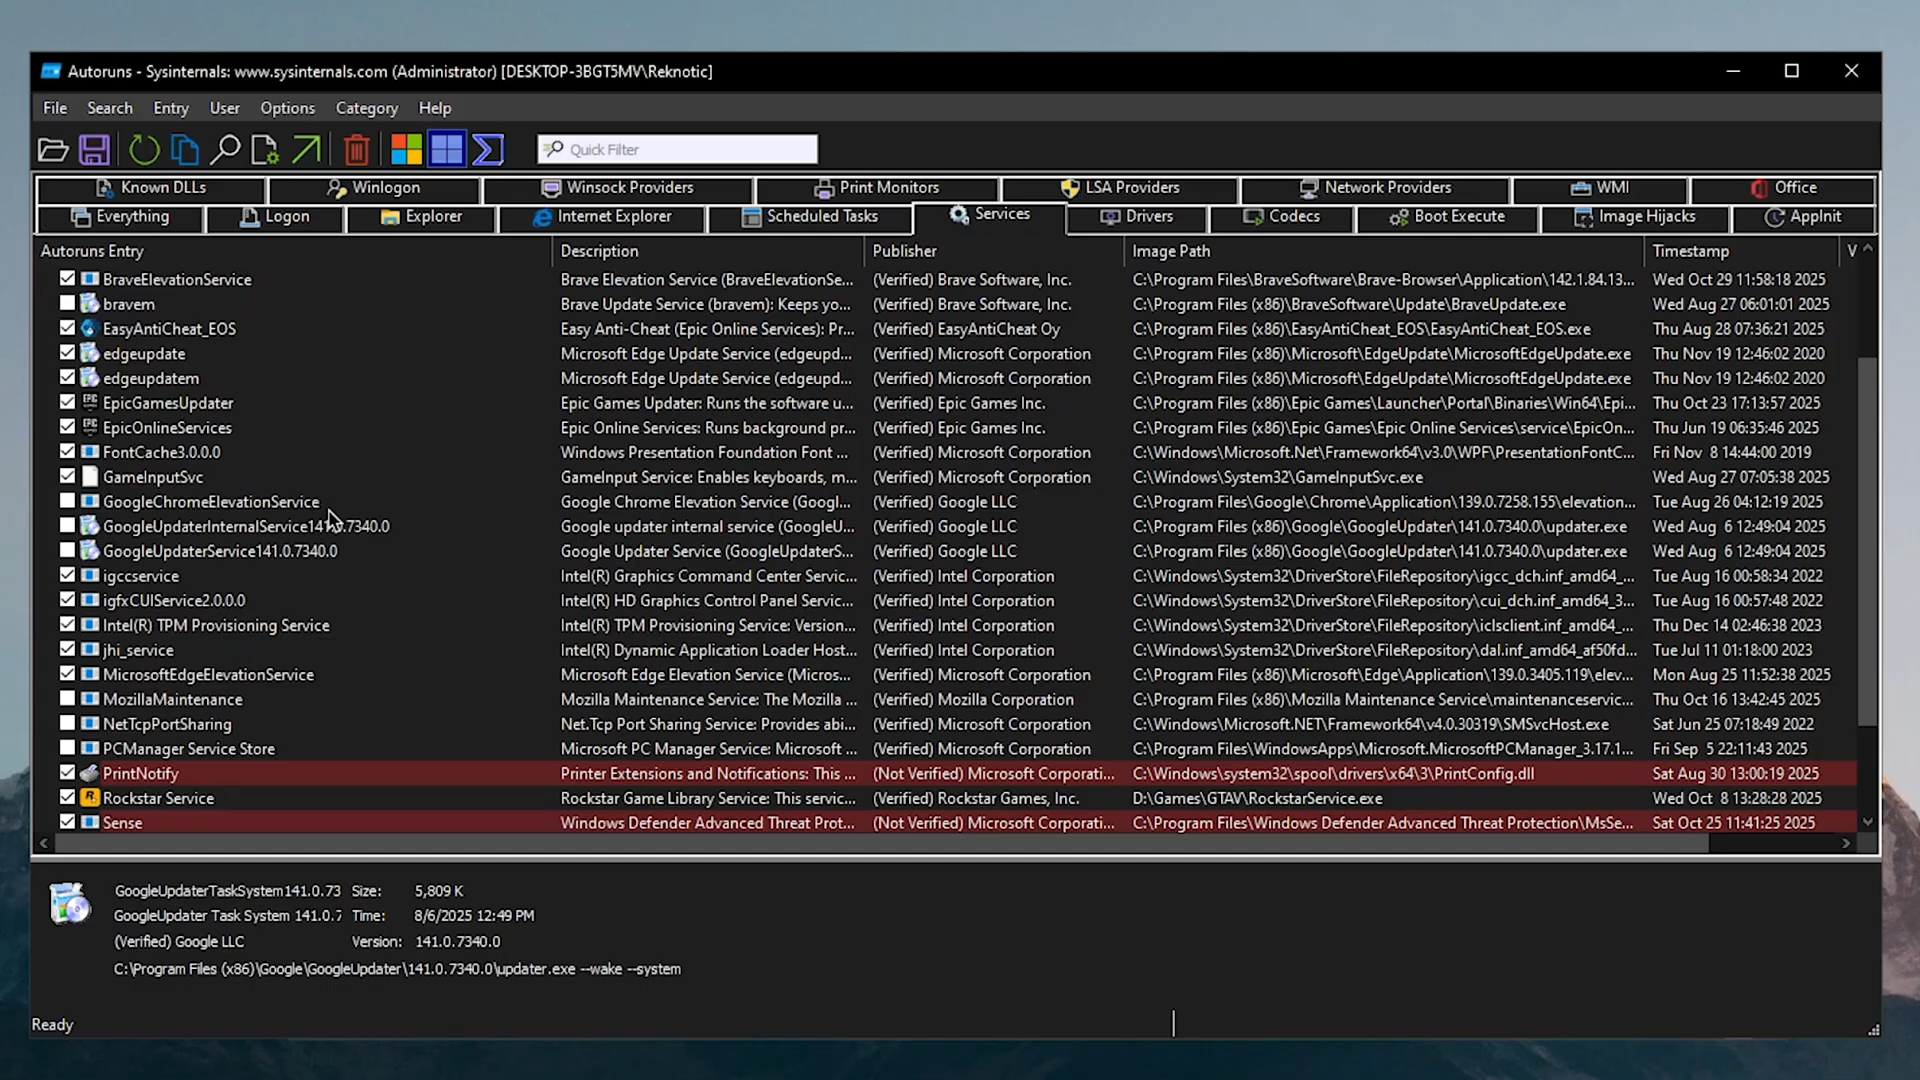 Autoruns - Sysinternals: www.sysinternals.com (Administrator) [DESKTOP-3BGT5MV\Reknotic]
File Search Entry User Options Category Help
Quick Filter
Known DLLs Winlogon Winsock Providers Print Monitors LSA Providers Network Providers WMI Office
Everything Logon Explorer Internet Explorer Scheduled Tasks Services Drivers Codecs Boot Execute Image Hijacks AppInit
Autoruns Entry Description Publisher Image Path Timestamp V
BraveElevationService Brave Elevation Service (BraveElevationSe... (Verified) Brave Software, Inc. C:\Program Files\BraveSoftware\Brave-Browser\Application\142.1.84.13... Wed Oct 29 11:58:18 2025
bravem Brave Update Service (bravem): Keeps yo... (Verified) Brave Software, Inc. C:\Program Files (x86)\BraveSoftware\Update\BraveUpdate.exe Wed Aug 27 06:01:01 2025
EasyAntiCheat_EOS Easy Anti-Cheat (Epic Online Services): Pr... (Verified) EasyAntiCheat Oy C:\Program Files (x86)\EasyAntiCheat_EOS\EasyAntiCheat_EOS.exe Thu Aug 28 07:36:21 2025
edgeupdate Microsoft Edge Update Service (edgeupd... (Verified) Microsoft Corporation C:\Program Files (x86)\Microsoft\EdgeUpdate\MicrosoftEdgeUpdate.exe Thu Nov 19 12:46:02 2020
edgeupdatem Microsoft Edge Update Service (edgeupd... (Verified) Microsoft Corporation C:\Program Files (x86)\Microsoft\EdgeUpdate\MicrosoftEdgeUpdate.exe Thu Nov 19 12:46:02 2020
EpicGamesUpdater Epic Games Updater: Runs the software u... (Verified) Epic Games Inc. C:\Program Files (x86)\Epic Games\Launcher\Portal\Binaries\Win64\Epi... Thu Oct 23 17:13:57 2025
EpicOnlineServices Epic Online Services: Runs background pr... (Verified) Epic Games Inc. C:\Program Files (x86)\Epic Games\Epic Online Services\service\EpicOn... Thu Jun 19 06:35:46 2025
FontCache3.0.0.0 Windows Presentation Foundation Font ... (Verified) Microsoft Corporation C:\Windows\Microsoft.Net\Framework64\v3.0\WPF\PresentationFontC... Fri Nov 8 14:44:00 2019
GameInputSvc GameInput Service: Enables keyboards, m... (Verified) Microsoft Corporation C:\Windows\System32\GameInputSvc.exe Wed Aug 27 07:05:38 2025
GoogleChromeElevationService Google Chrome Elevation Service (Googl... (Verified) Google LLC C:\Program Files\Google\Chrome\Application\139.0.7258.155\elevation... Tue Aug 26 04:12:19 2025
GoogleUpdaterInternalService141.0.7340.0 Google updater internal service (GoogleU... (Verified) Google LLC C:\Program Files (x86)\Google\GoogleUpdater\141.0.7340.0\updater.exe Wed Aug 6 12:49:04 2025
GoogleUpdaterService141.0.7340.0 Google Updater Service (GoogleUpdaterS... (Verified) Google LLC C:\Program Files (x86)\Google\GoogleUpdater\141.0.7340.0\updater.exe Wed Aug 6 12:49:04 2025
igccservice Intel(R) Graphics Command Center Servic... (Verified) Intel Corporation C:\Windows\System32\DriverStore\FileRepository\igcc_dch.inf_amd64_... Tue Aug 16 00:58:34 2022
igfxCUIService2.0.0.0 Intel(R) HD Graphics Control Panel Servic... (Verified) Intel Corporation C:\Windows\System32\DriverStore\FileRepository\cui_dch.inf_amd64_3... Tue Aug 16 00:57:48 2022
Intel(R) TPM Provisioning Service Intel(R) TPM Provisioning Service: Version... (Verified) Intel Corporation C:\Windows\System32\DriverStore\FileRepository\iclsclient.inf_amd64_... Thu Dec 14 02:46:38 2023
jhi_service Intel(R) Dynamic Application Loader Host... (Verified) Intel Corporation C:\Windows\System32\DriverStore\FileRepository\dal.inf_amd64_af50fd... Tue Jul 11 01:18:00 2023
MicrosoftEdgeElevationService Microsoft Edge Elevation Service (Micros... (Verified) Microsoft Corporation C:\Program Files (x86)\Microsoft\Edge\Application\139.0.3405.119\elev... Mon Aug 25 11:52:38 2025
MozillaMaintenance Mozilla Maintenance Service: The Mozilla ... (Verified) Mozilla Corporation C:\Program Files (x86)\Mozilla Maintenance Service\maintenanceservic... Thu Oct 16 13:42:45 2025
NetTcpPortSharing Net.Tcp Port Sharing Service: Provides abi... (Verified) Microsoft Corporation C:\Windows\Microsoft.NET\Framework64\v4.0.30319\SMSvcHost.exe Sat Jun 25 07:18:49 2022
PCManager Service Store Microsoft PC Manager Service: Microsoft ... (Verified) Microsoft Corporation C:\Program Files\WindowsApps\Microsoft.MicrosoftPCManager_3.17.1... Fri Sep 5 22:11:43 2025
PrintNotify Printer Extensions and Notifications: This ... (Not Verified) Microsoft Corporati... C:\Windows\system32\spool\drivers\x64\3\PrintConfig.dll Sat Aug 30 13:00:19 2025
Rockstar Service Rockstar Game Library Service: This servic... (Verified) Rockstar Games, Inc. D:\Games\GTAV\RockstarService.exe Wed Oct 8 13:28:28 2025
Sense Windows Defender Advanced Threat Prot... (Not Verified) Microsoft Corporati... C:\Program Files\Windows Defender Advanced Threat Protection\MsSe... Sat Oct 25 11:41:25 2025
GoogleUpdaterTaskSystem141.0.73 Size: 5,809 K
GoogleUpdater Task System 141.0.7 Time: 8/6/2025 12:49 PM
(Verified) Google LLC Version: 141.0.7340.0
C:\Program Files (x86)\Google\GoogleUpdater\141.0.7340.0\updater.exe --wake --system
Ready